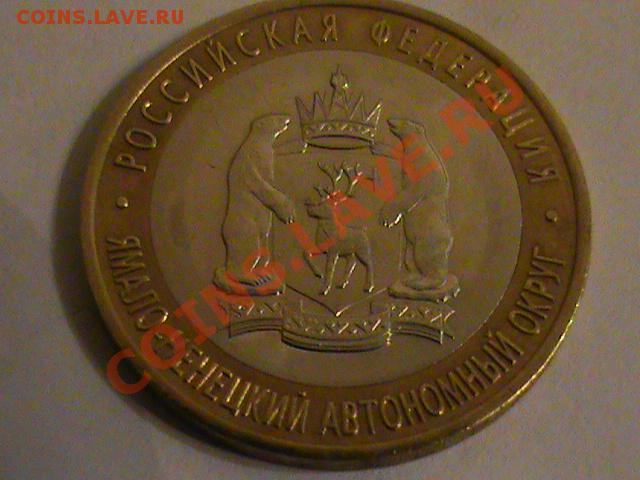 COINS.LAVE.RU
• РОССИЙСКАЯ ФЕДЕРАЦИЯ •
ЯМАЛО-НЕНЕЦКИЙ АВТОНОМНЫЙ ОКРУГ
COINS.LAVE.RU